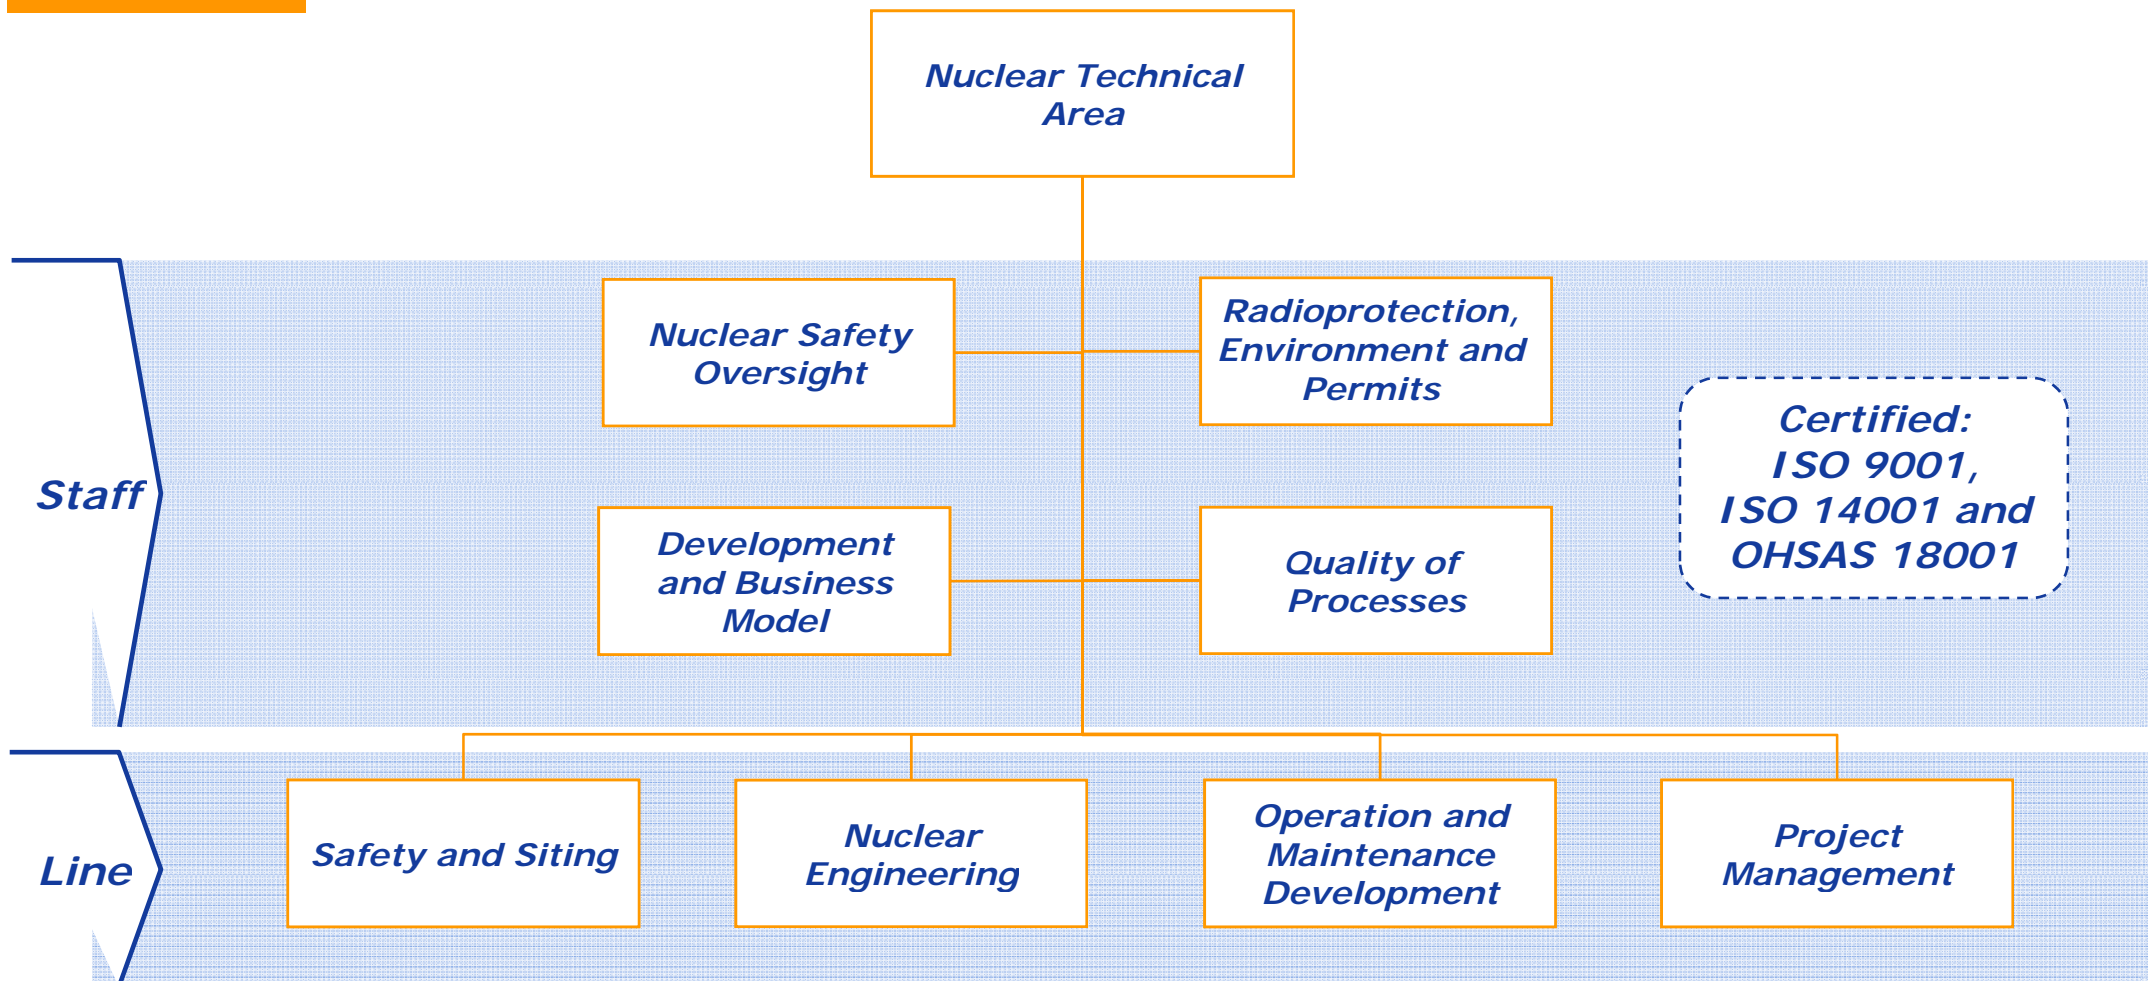 Nuclear Technical
Area
Staff
Nuclear Safety
Oversight
Radioprotection,
Environment and
Permits
Development
and Business
Model
Quality of
Processes
Certified:
ISO 9001,
ISO 14001 and
OHSAS 18001
Line
Safety and Siting
Nuclear
Engineering
Operation and
Maintenance
Development
Project
Management